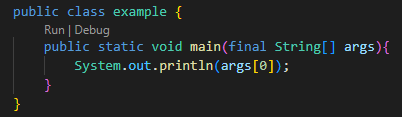 public class example {
Run | Debug
public static void main(final String[] args){
System.out.println(args[0]);
}
}